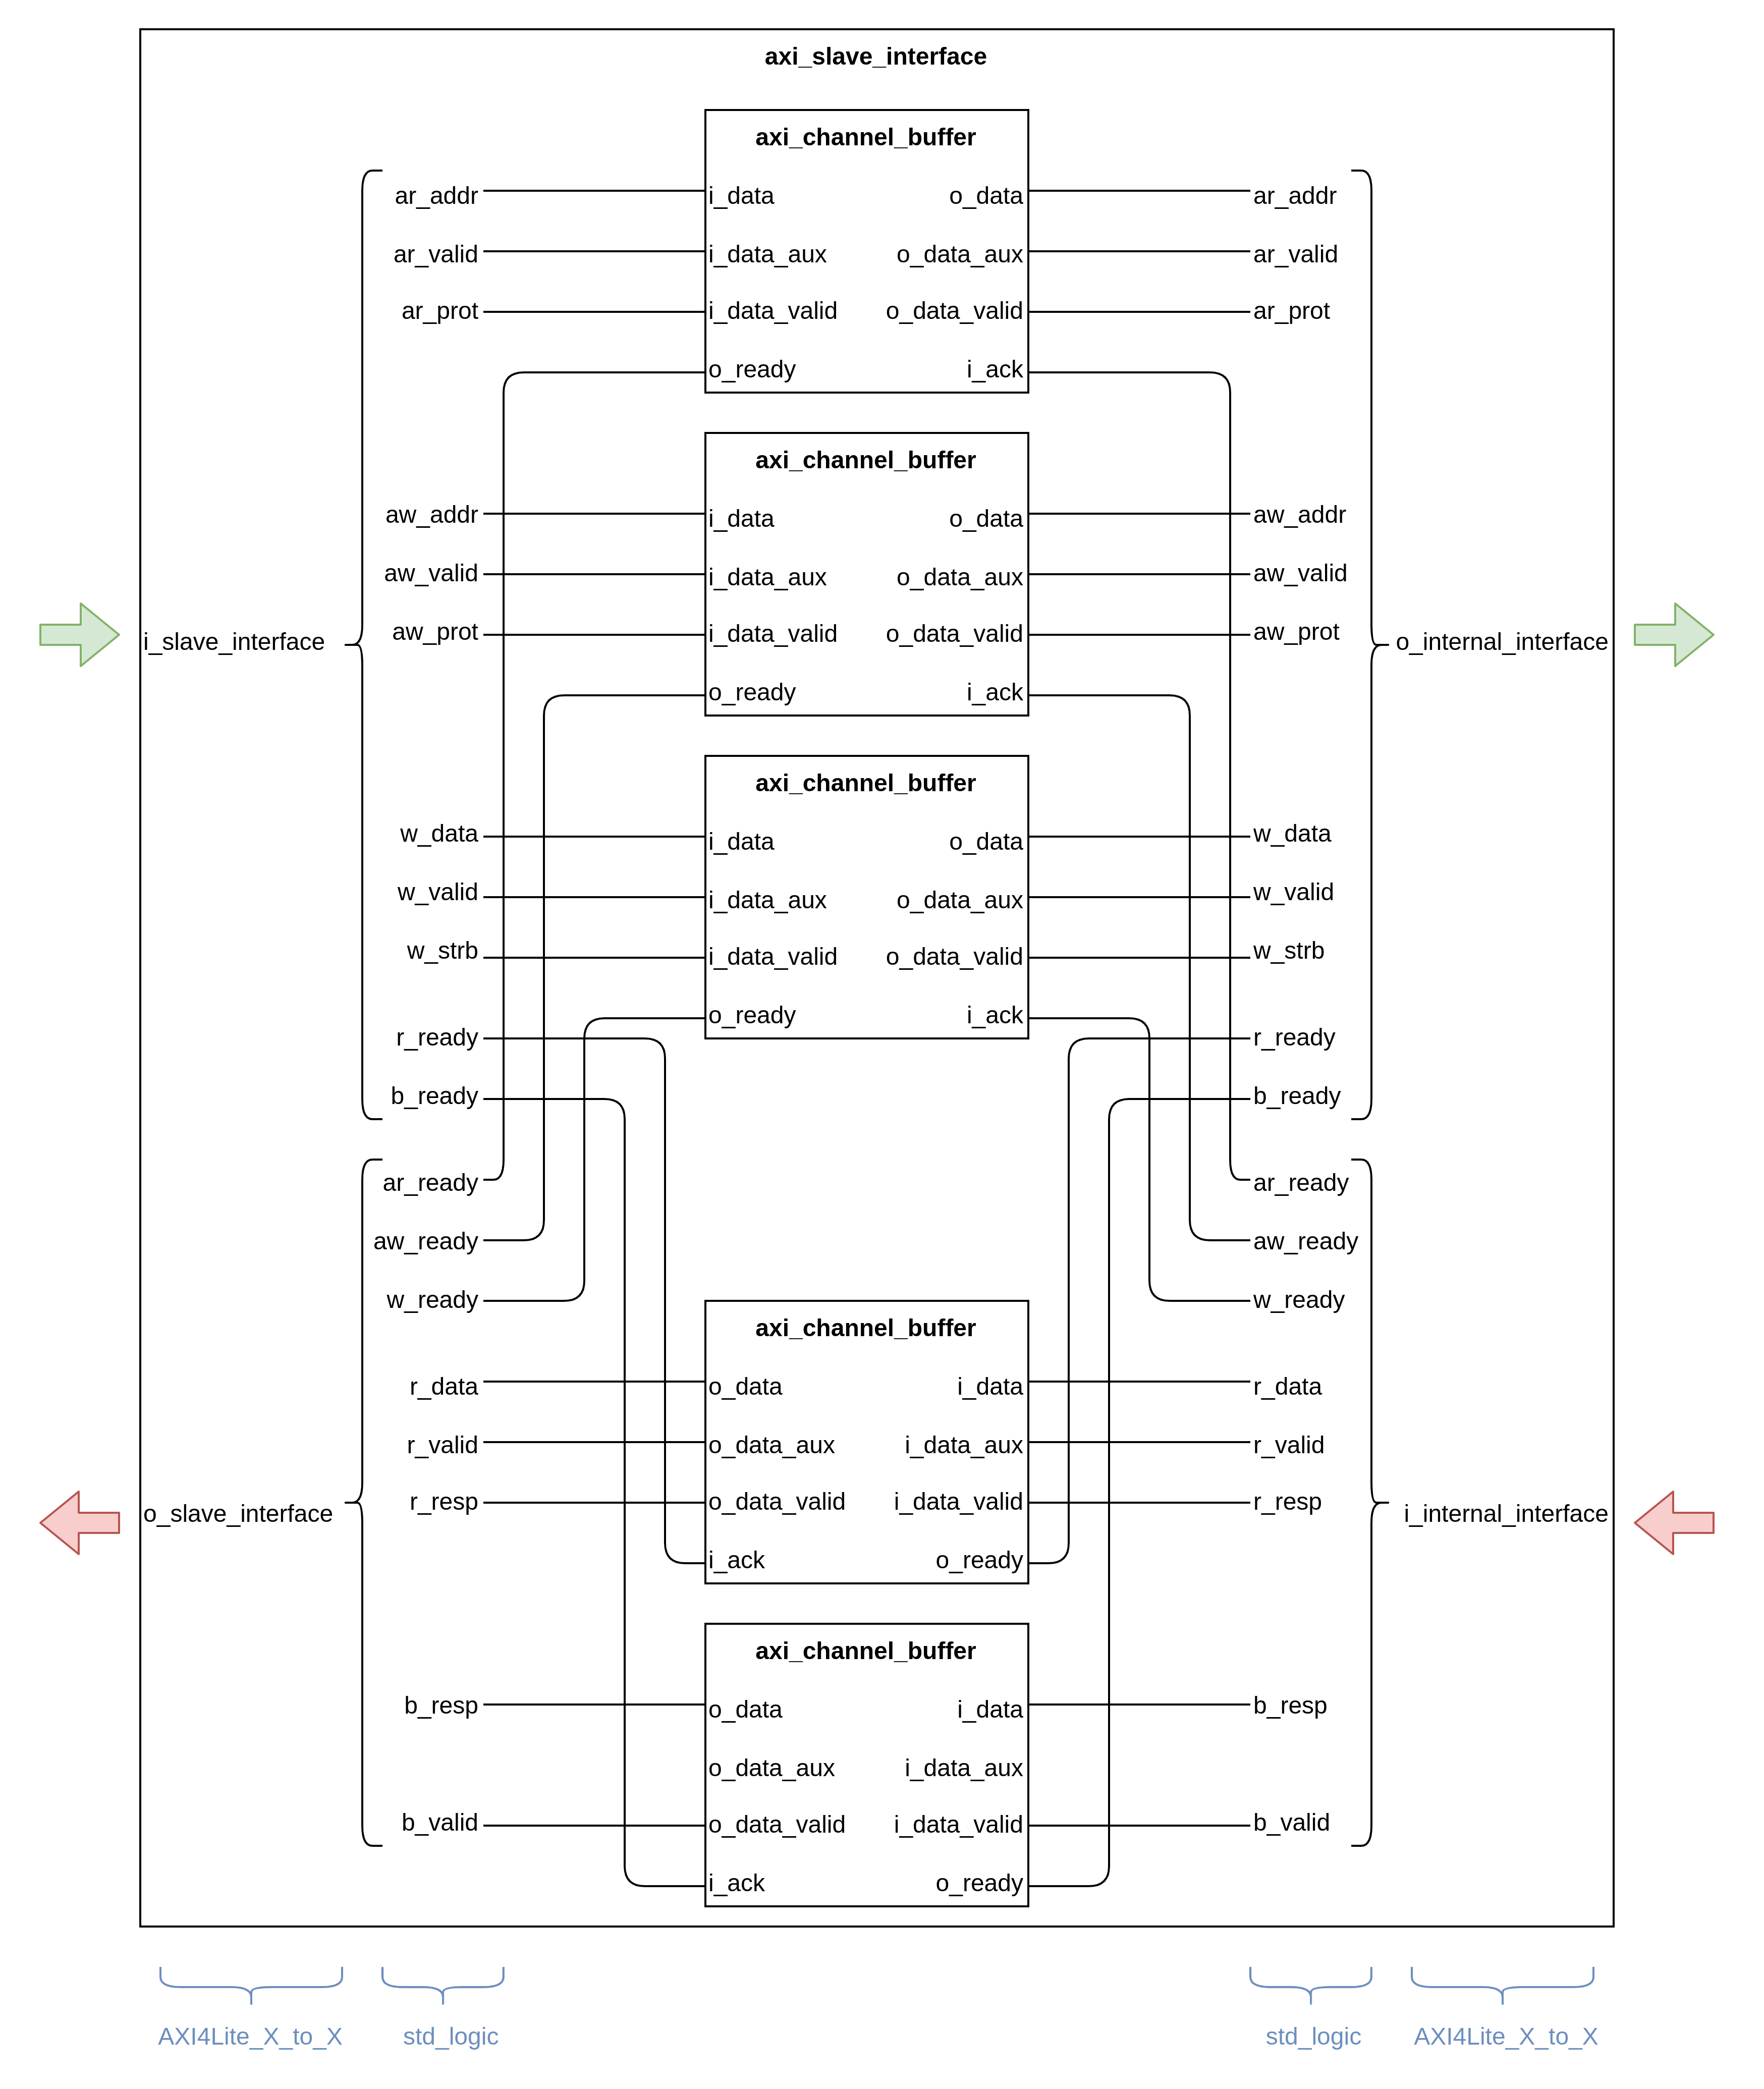 axi_slave_interface
axi_channel_buffer
ar_addr i_data o_data ar_addr
ar_valid i_data_aux o_data_aux ar_valid
ar_prot i_data_valid o_data_valid ar_prot
o_ready i_ack
axi_channel_buffer
aw_addr i_data o_data aw_addr
aw_valid i_data_aux o_data_aux aw_valid
aw_prot i_data_valid o_data_valid aw_prot
i_slave_interface o_internal_interface
o_ready i_ack
axi_channel_buffer
w_data i_data o_data w_data
w_valid i_data_aux o_data_aux w_valid
w_strb i_data_valid o_data_valid w_strb
o_ready i_ack
r_ready r_ready
b_ready b_ready
ar_ready ar_ready
aw_ready aw_ready
w_ready w_ready
axi_channel_buffer
r_data o_data i_data r_data
r_valid o_data_aux i_data_aux r_valid
r_resp o_data_valid i_data_valid r_resp
o_slave_interface i_internal_interface
i_ack o_ready
axi_channel_buffer
b_resp o_data i_data b_resp
o_data_aux i_data_aux
b_valid o_data_valid i_data_valid b_valid
i_ack o_ready
AXI4Lite_X_to_X std_logic std_logic AXI4Lite_X_to_X